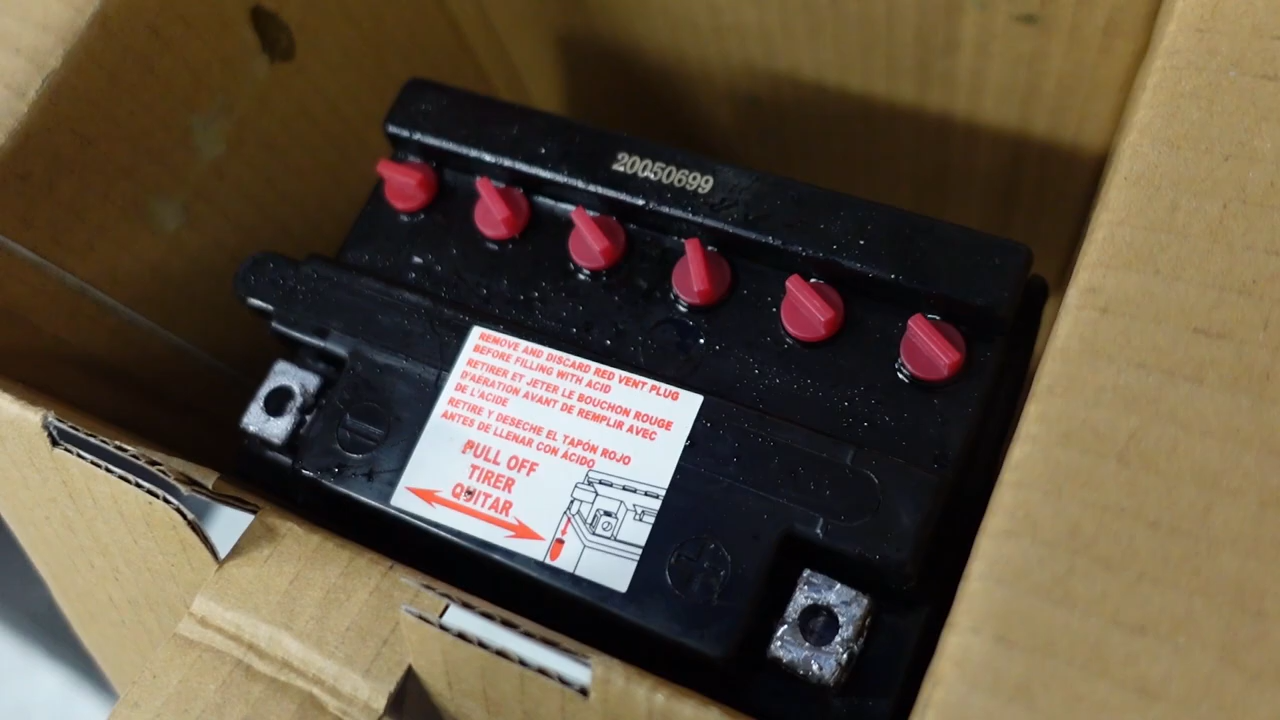 20050699
REMOVE AND DISCARD RED VENT PLUG
BEFORE FILLING WITH ACID
RETIRER ET JETER LE BOUCHON ROUGE
D'AÉRATION AVANT DE REMPLIR AVEC
DE L'ACIDE
RETIRE Y DESECHE EL TAPÓN ROJO
ANTES DE LLENAR CON ÁCIDO
PULL OFF
TIRER
QUITAR